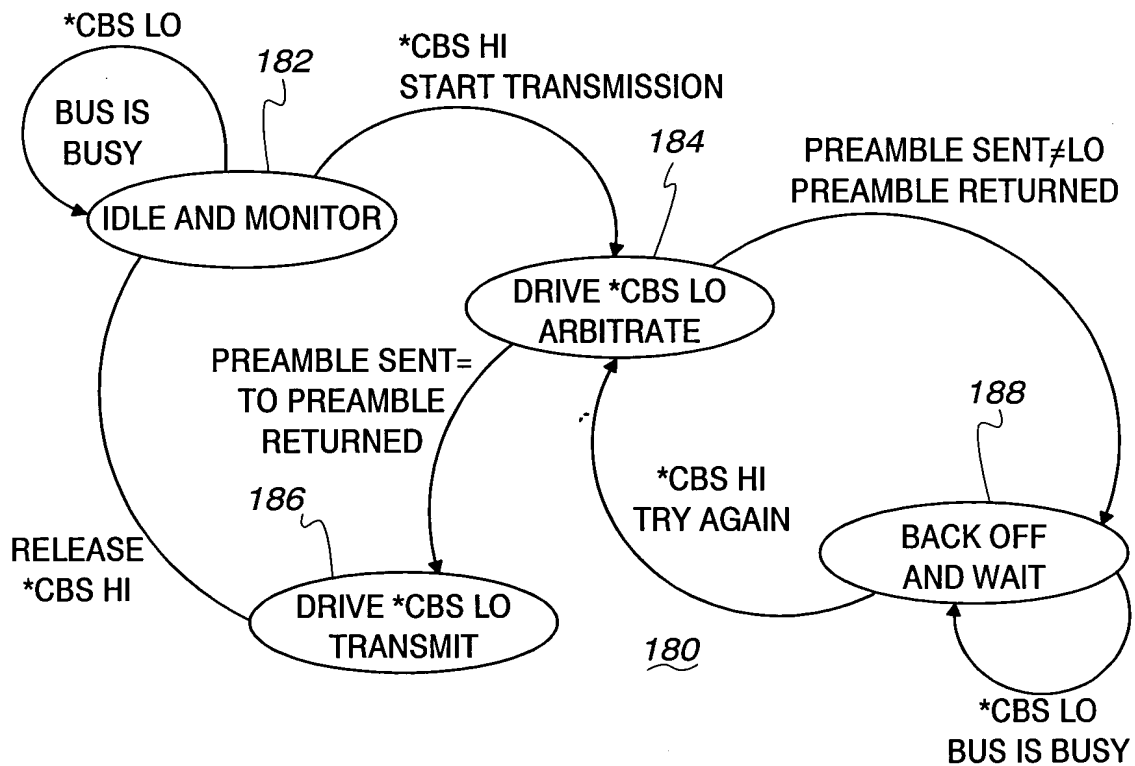 *CBS LO
BUS IS
BUSY
182
IDLE AND MONITOR
*CBS HI
START TRANSMISSION
184
DRIVE *CBS LO
ARBITRATE
PREAMBLE SENT≠LO
PREAMBLE RETURNED
PREAMBLE SENT=
TO PREAMBLE
RETURNED
186
RELEASE
*CBS HI
DRIVE *CBS LO
TRANSMIT
*CBS HI
TRY AGAIN
188
BACK OFF
AND WAIT
180
*CBS LO
BUS IS BUSY